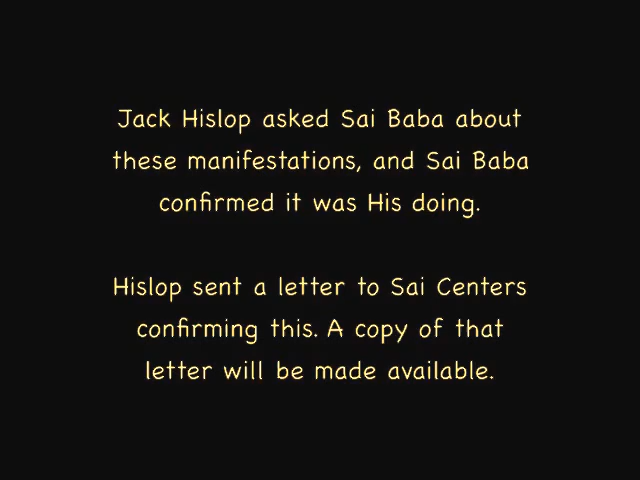 Jack Hislop asked Sai Baba about
these manifestations, and Sai Baba
confirmed it was His doing.
Hislop sent a letter to Sai Centers
confirming this. A copy of that
letter will be made available.